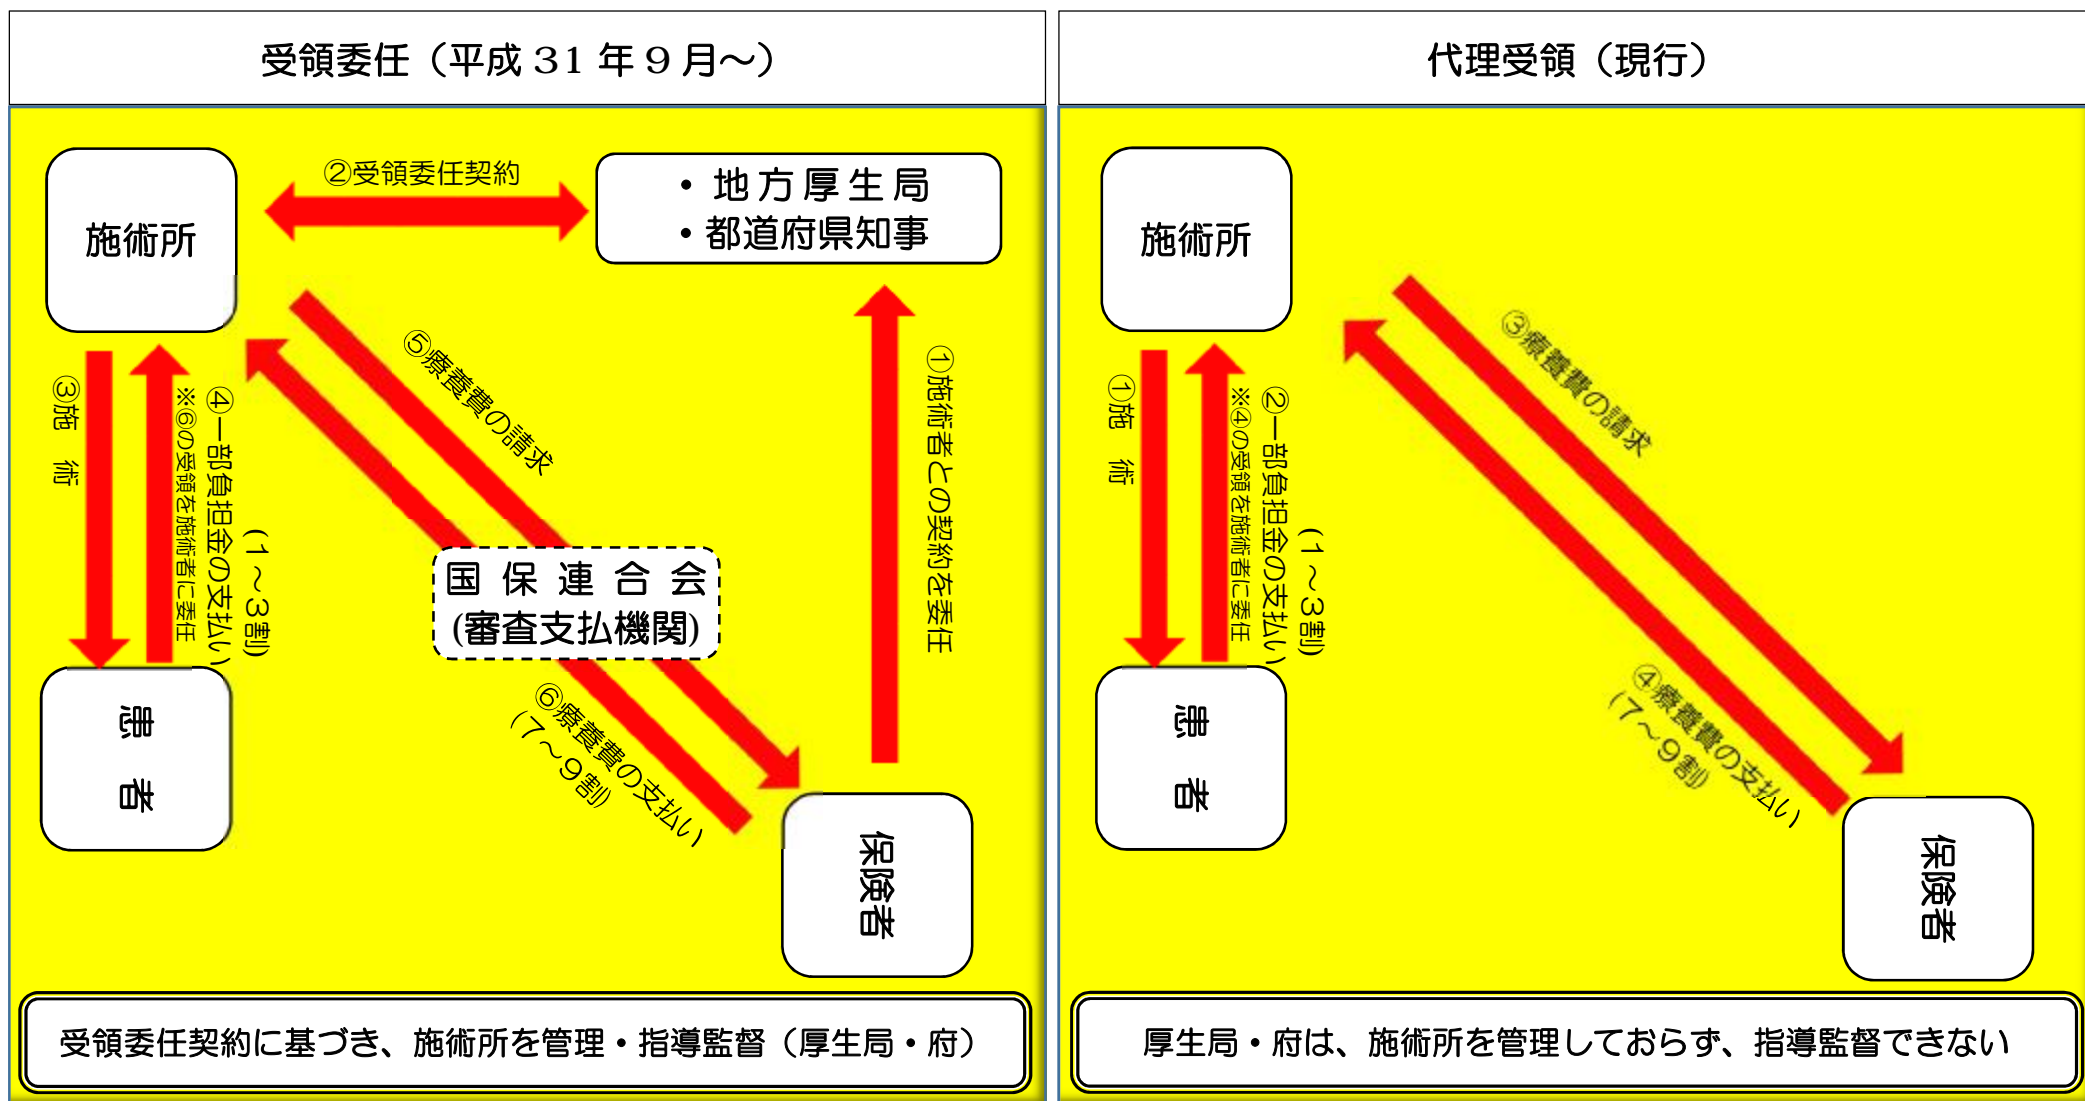 受領委任（平成 31 年 9 月～）
施術所
②受領委任契約
・地方厚生局
・都道府県知事
③施　術
④一部負担金の支払い
(１～３割)
※⑥の受領を施術者に委任
⑤療養費の請求
①施術者との契約を委任
国保連合会
(審査支払機関)
⑥療養費の支払い
(７～９割)
患　者
保険者
受領委任契約に基づき、施術所を管理・指導監督（厚生局・府）
代理受領（現行）
施術所
①施　術
②一部負担金の支払い
(１～３割)
※④の受領を施術者に委任
③療養費の請求
④療養費の支払い
(７～９割)
患　者
保険者
厚生局・府は、施術所を管理しておらず、指導監督できない